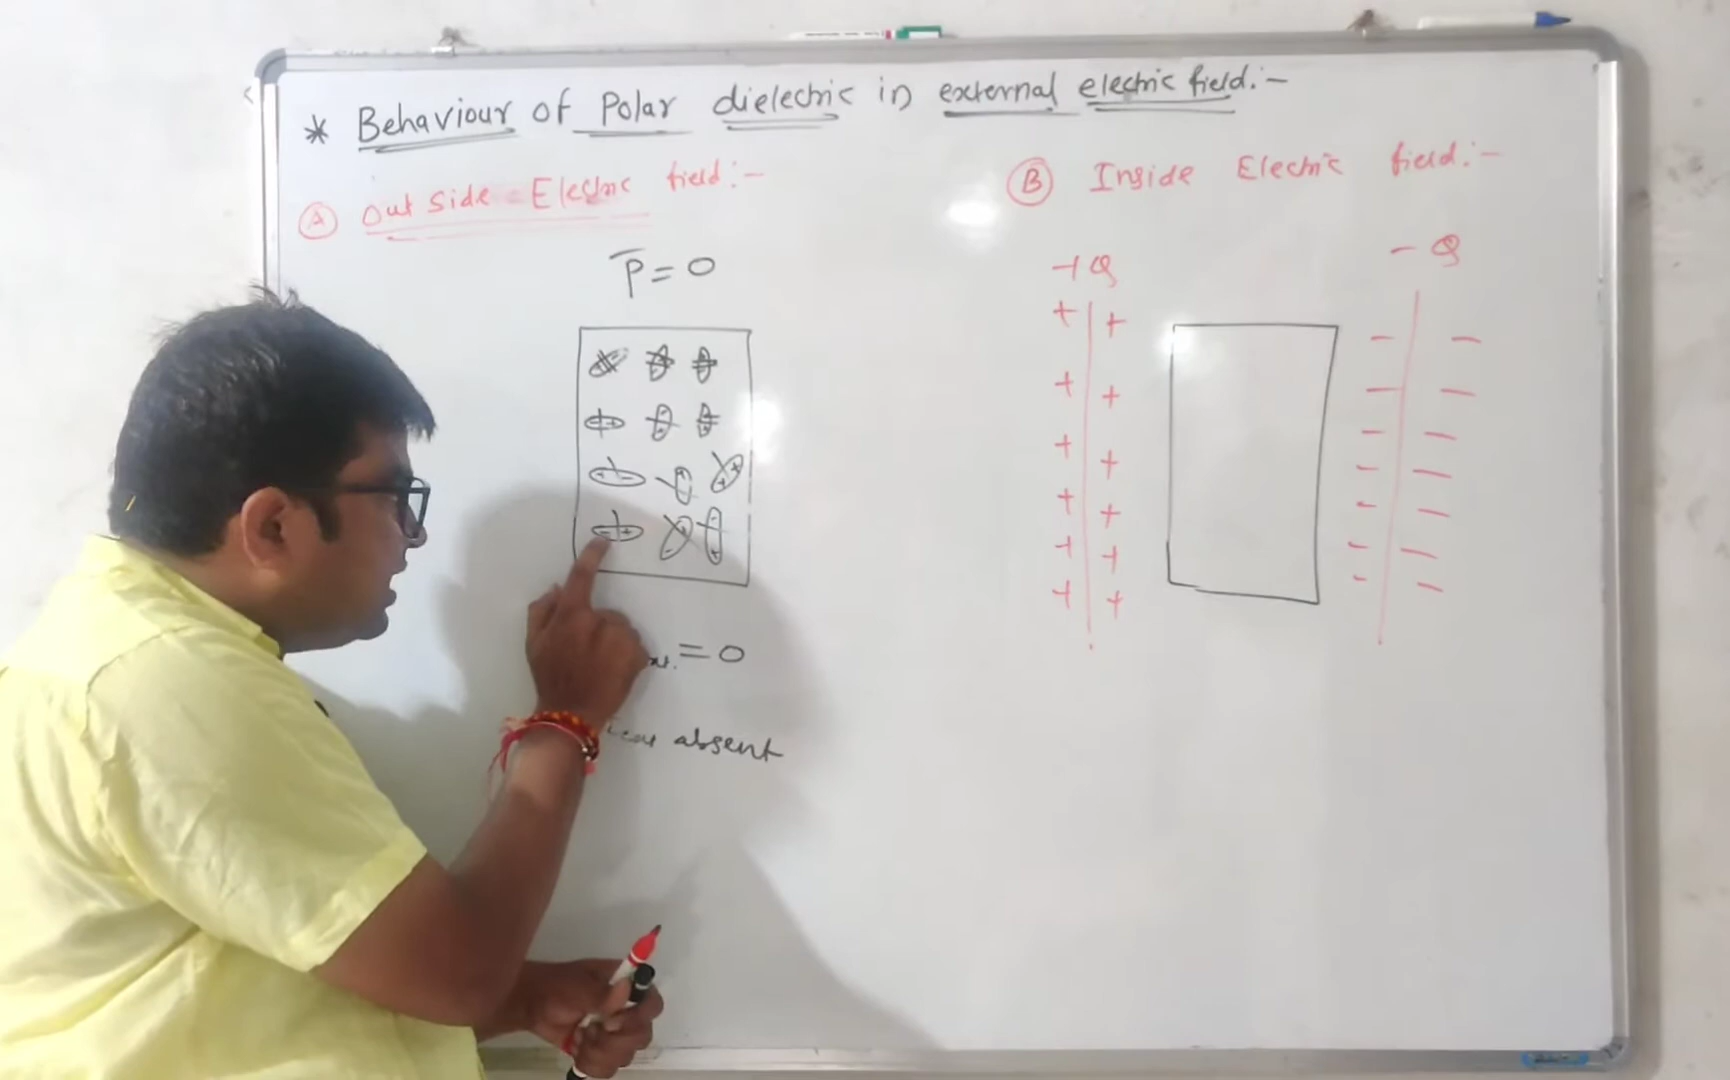 * Behaviour of Polar dielectric in external electric field:-
(A) Out Side Electric field:-
P̅ = 0
= 0
absent
(B) Inside Electric field:-
+Q
- Q
+ +
+ +
+ +
+ +
+ +
+ +
- -
- -
- -
- -
- -
- -
- -